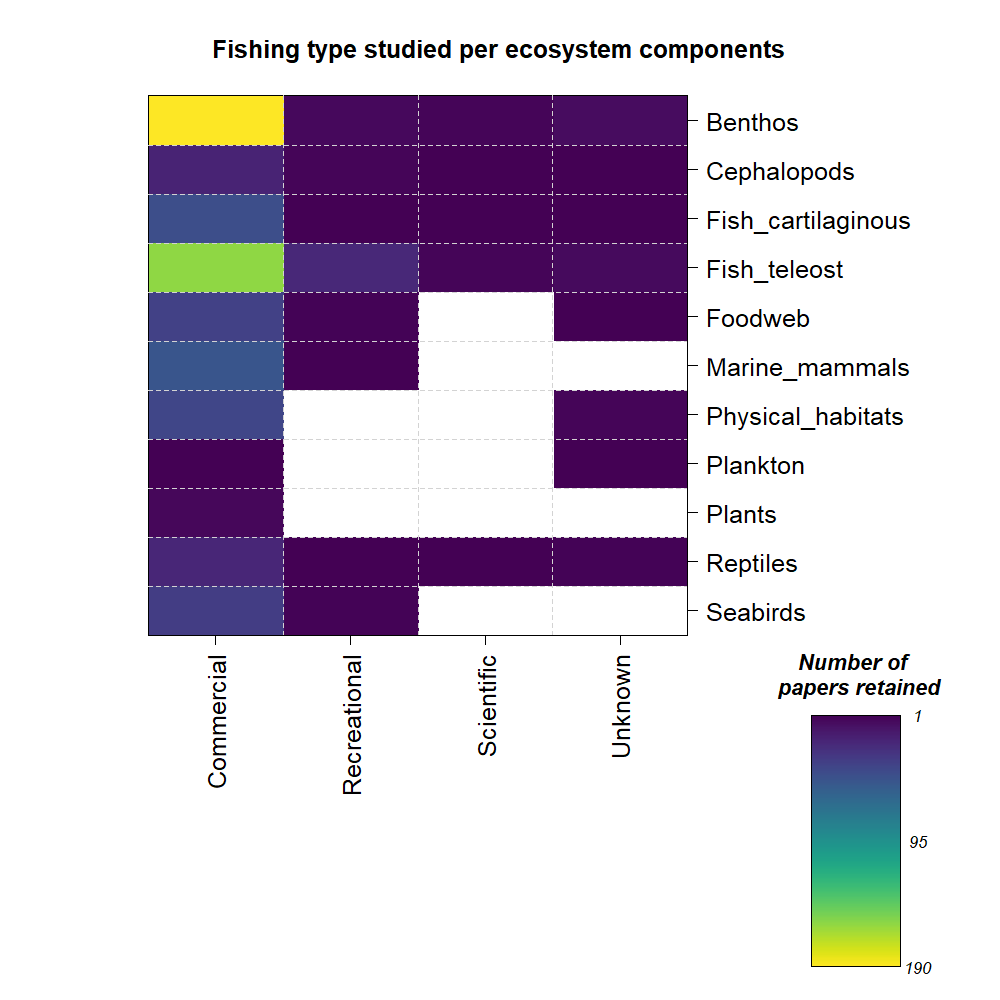 Fishing type studied per ecosystem components
Benthos
Cephalopods
Fish_cartilaginous
Fish_teleost
Foodweb
Marine_mammals
Physical_habitats
Plankton
Plants
Reptiles
Seabirds
Commercial
Recreational
Scientific
Unknown
Number of
papers retained
1
95
190